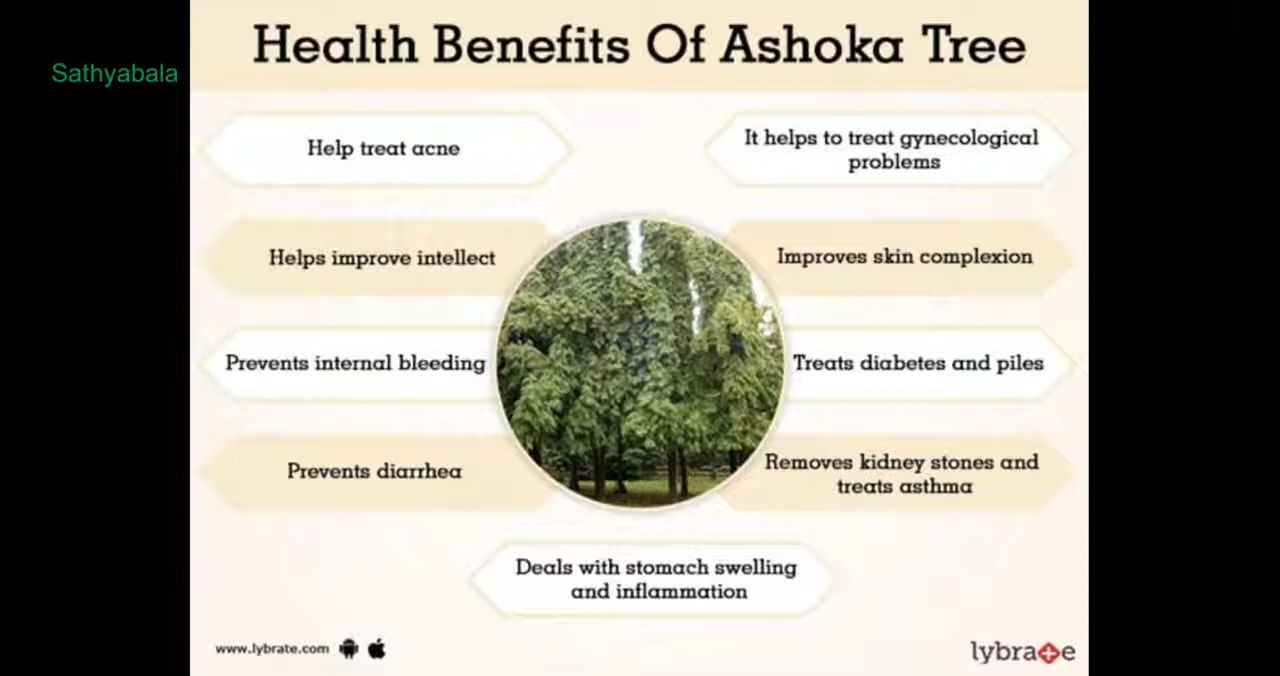 Health Benefits Of Ashoka Tree
Sathyabala
Help treat acne
It helps to treat gynecological
problems
Helps improve intellect
Improves skin complexion
Prevents internal bleeding
Treats diabetes and piles
Prevents diarrhea
Removes kidney stones and
treats asthma
Deals with stomach swelling
and inflammation
www.lybrate.com
lybrate